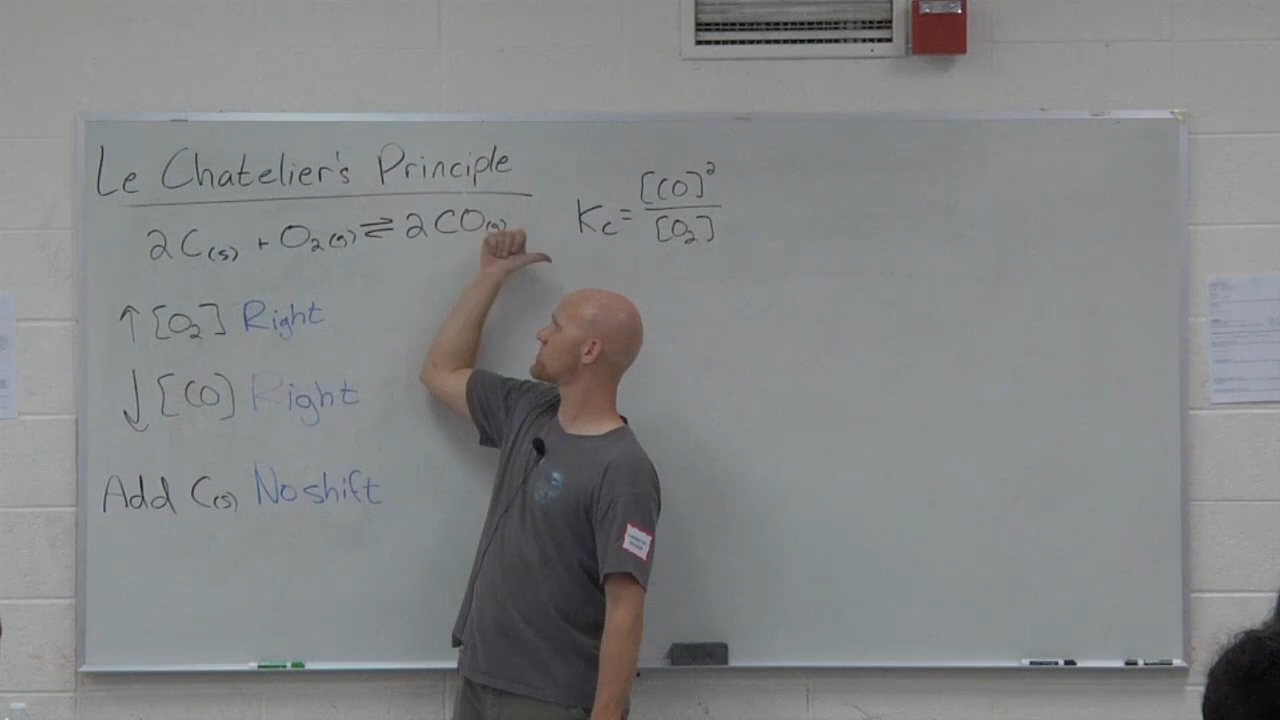 Le Chatelier's Principle
2C(s) + O₂(g) ⇌ 2CO(g)
Kc = [CO]² / [O₂]
↑ [O₂] Right
↓ [CO] Right
Add C(s) No shift